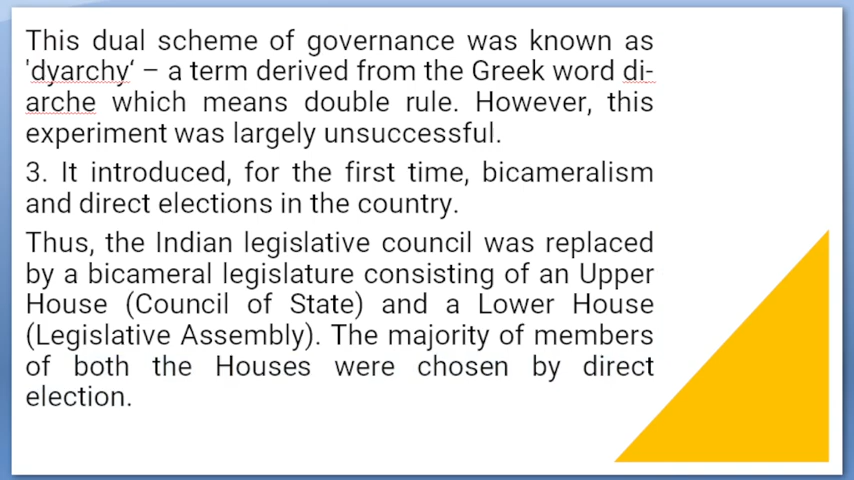 This dual scheme of governance was known as
'dyarchy‘ – a term derived from the Greek word di-
arche which means double rule. However, this
experiment was largely unsuccessful.
3. It introduced, for the first time, bicameralism
and direct elections in the country.
Thus, the Indian legislative council was replaced
by a bicameral legislature consisting of an Upper
House (Council of State) and a Lower House
(Legislative Assembly). The majority of members
of both the Houses were chosen by direct
election.